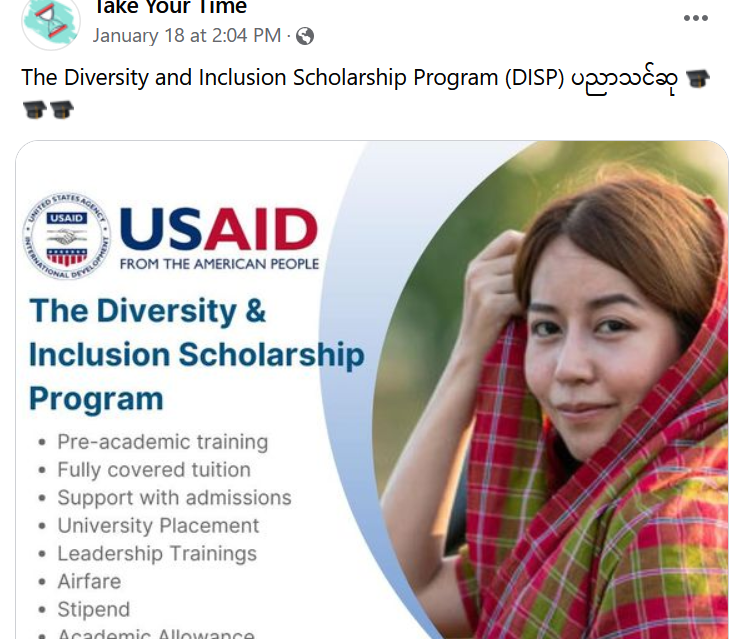 Take Your Time
January 18 at 2:04 PM ·
The Diversity and Inclusion Scholarship Program (DISP) ပညာသင်ဆု 🎓
🎓🎓
UNITED STATES AGENCY
USAID
INTERNATIONAL DEVELOPMENT
USAID
FROM THE AMERICAN PEOPLE
The Diversity &
Inclusion Scholarship
Program
• Pre-academic training
• Fully covered tuition
• Support with admissions
• University Placement
• Leadership Trainings
• Airfare
• Stipend
• Academic Allowance